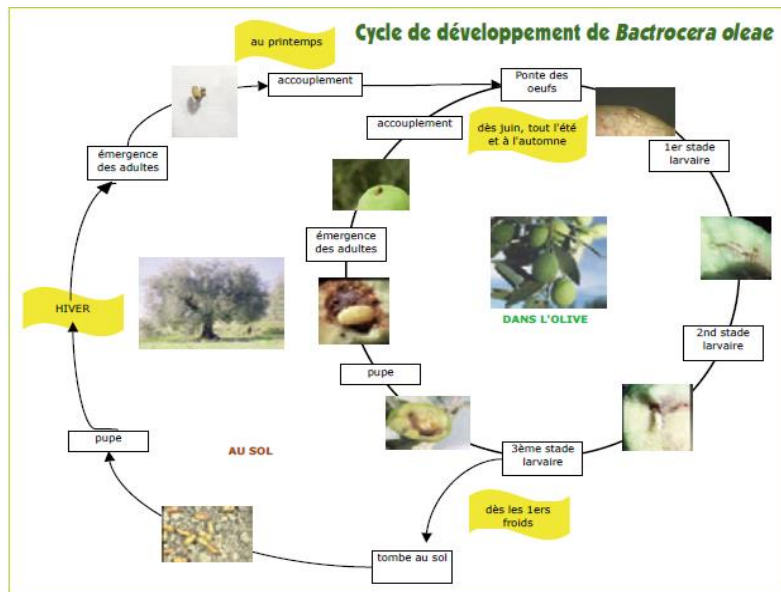 Cycle de développement de Bactrocera oleae
au printemps
accouplement
Ponte des
oeufs
accouplement
dès juin, tout l'été
et à l'automne
1er stade
larvaire
émergence
des adultes
émergence
des adultes
HIVER
DANS L'OLIVE
2nd stade
larvaire
pupe
pupe
AU SOL
3ème stade
larvaire
dès les 1ers
froids
tombe au sol